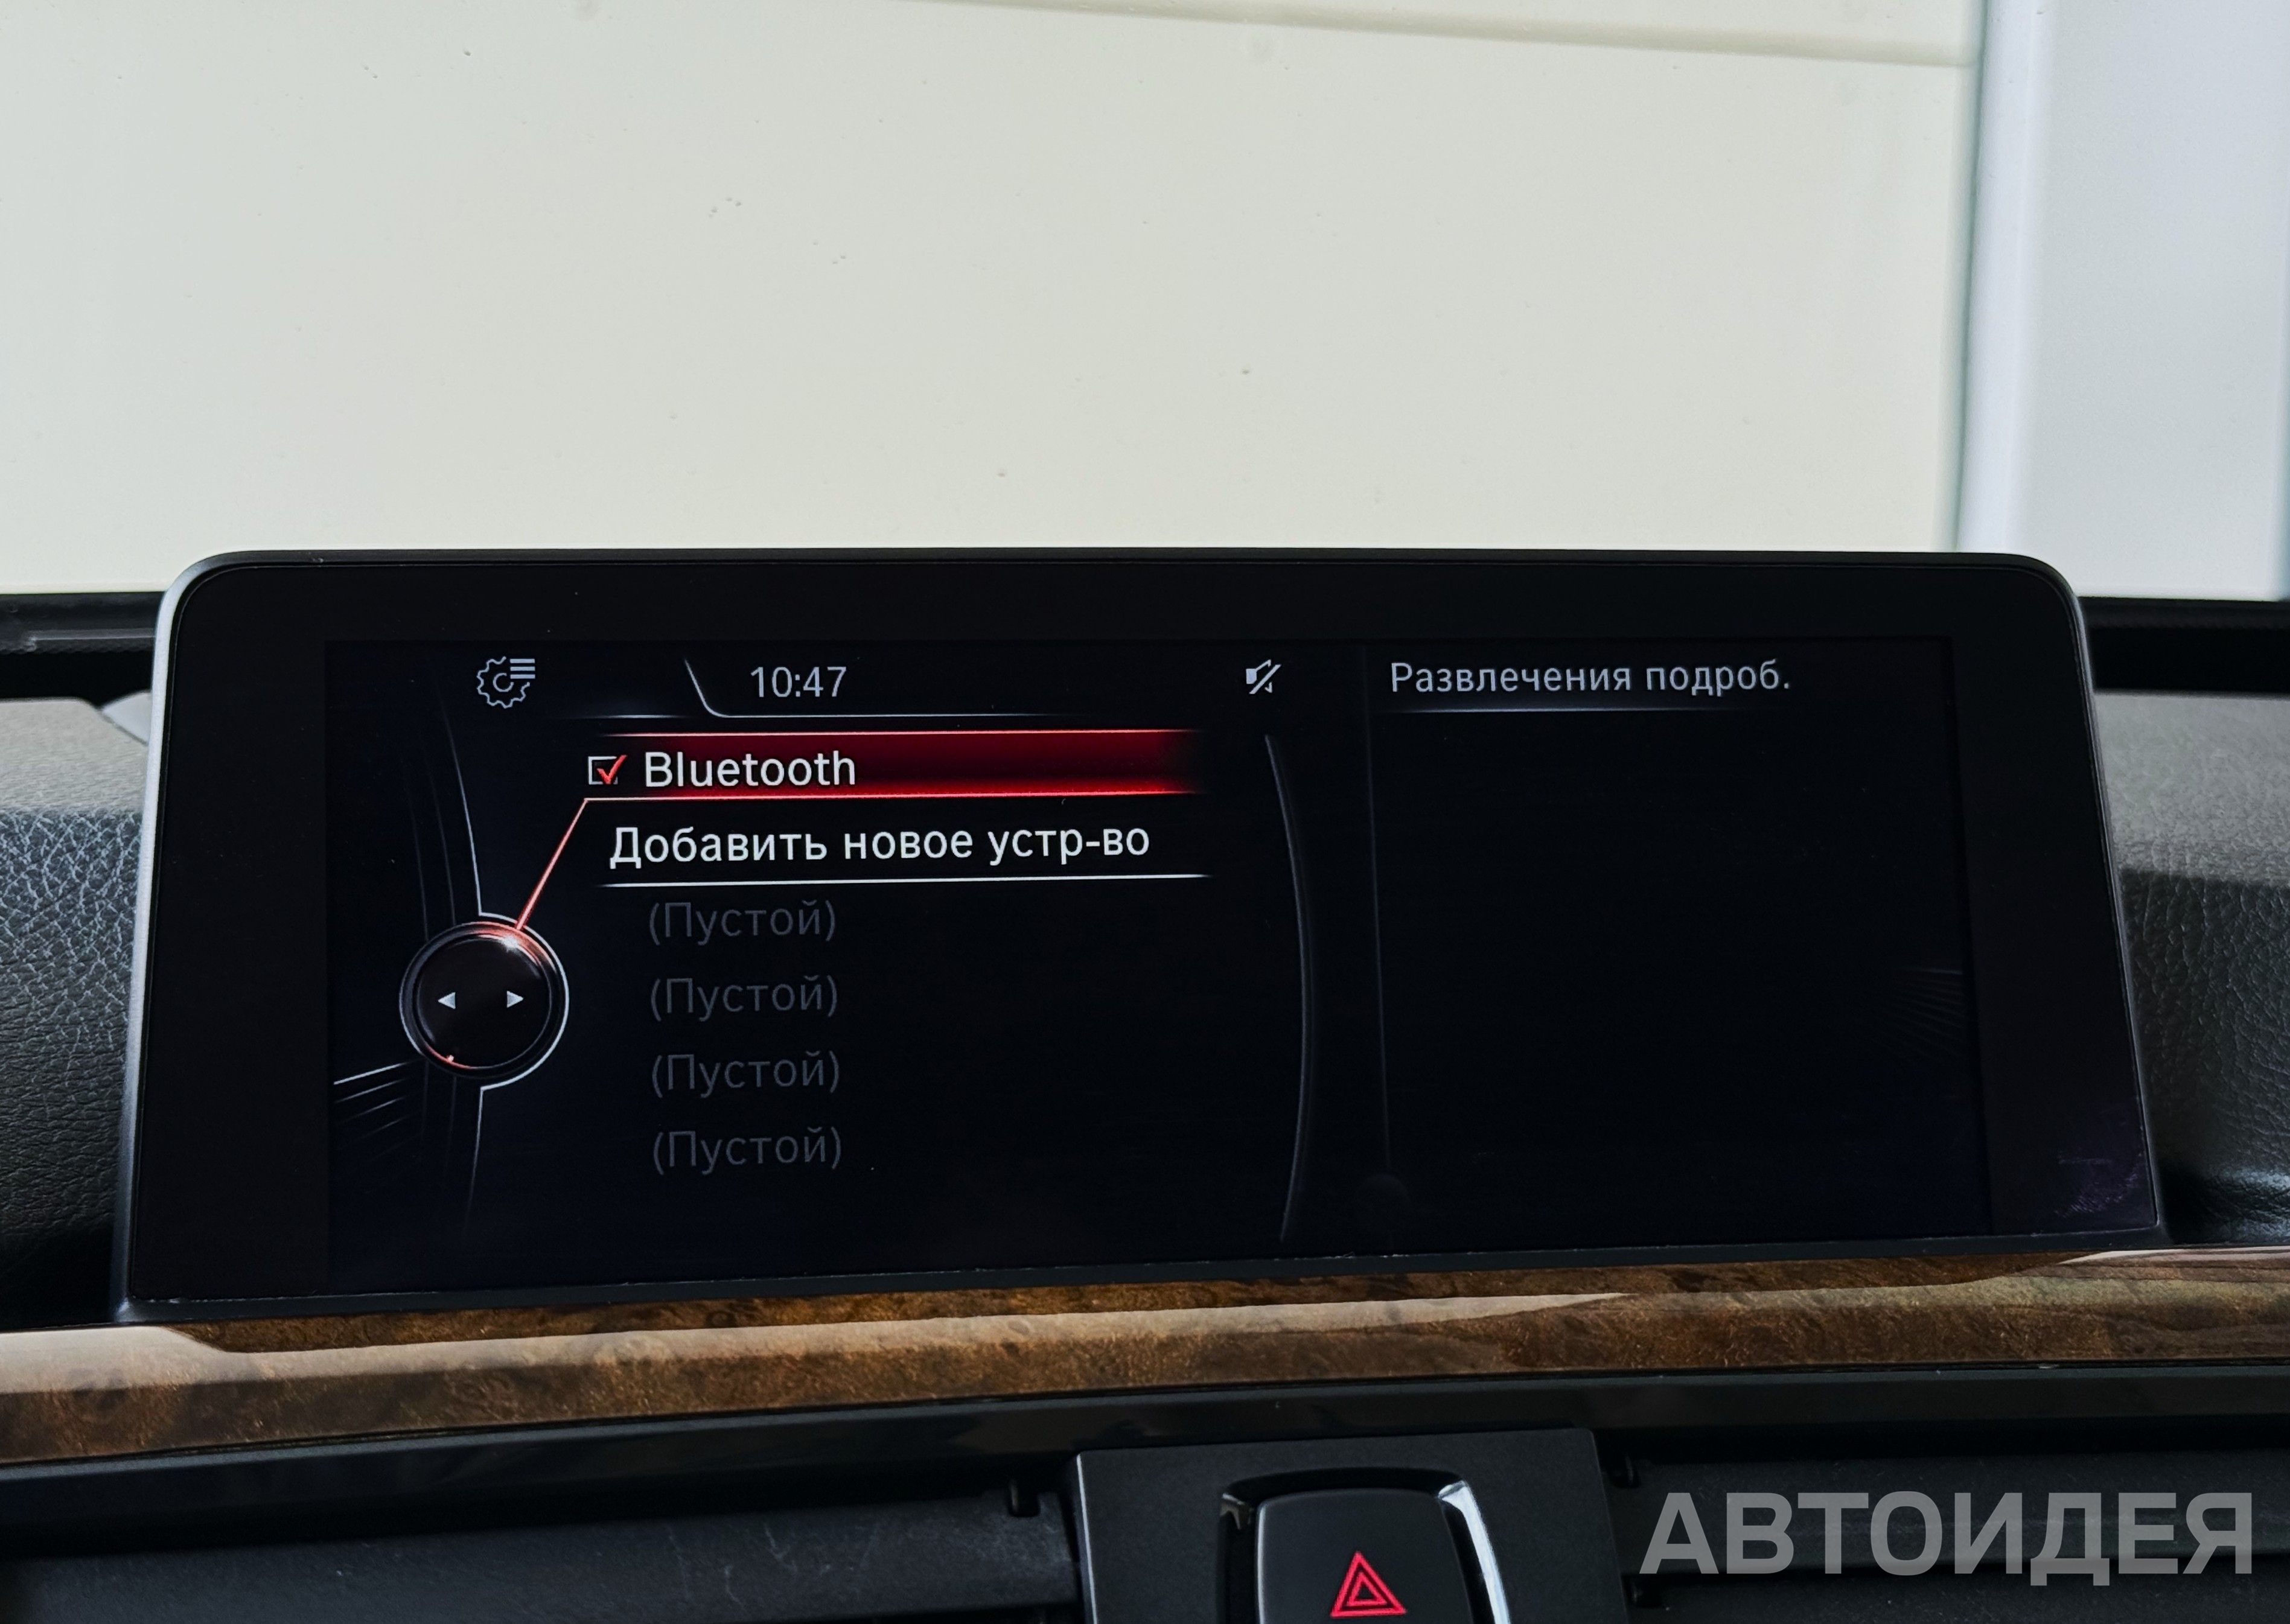 10:47
Развлечения подроб.
Bluetooth
Добавить новое устр-во
(Пустой)
(Пустой)
(Пустой)
(Пустой)
АВТОИДЕЯ